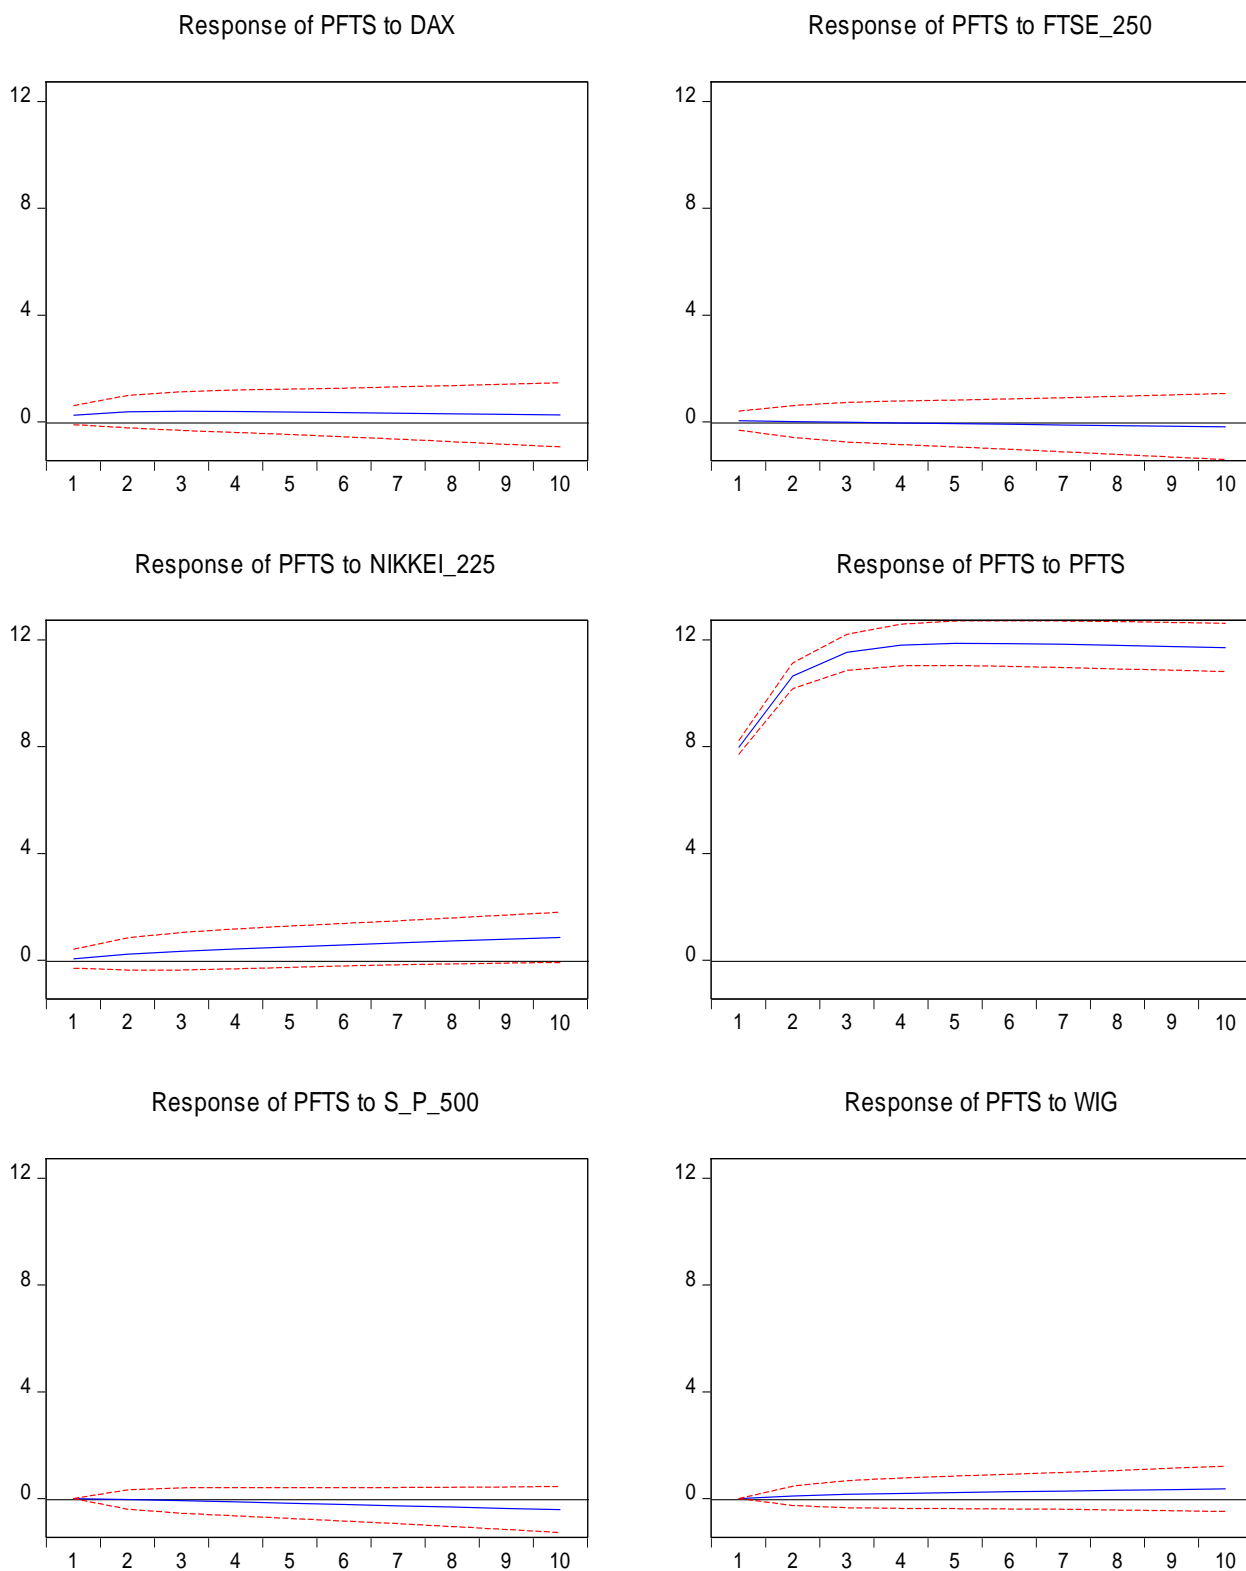 Response of PFTS to DAX
12
8
4
0
1 2 3 4 5 6 7 8 9 10
Response of PFTS to FTSE_250
12
8
4
0
1 2 3 4 5 6 7 8 9 10
Response of PFTS to NIKKEI_225
12
8
4
0
1 2 3 4 5 6 7 8 9 10
Response of PFTS to PFTS
12
8
4
0
1 2 3 4 5 6 7 8 9 10
Response of PFTS to S_P_500
12
8
4
0
1 2 3 4 5 6 7 8 9 10
Response of PFTS to WIG
12
8
4
0
1 2 3 4 5 6 7 8 9 10